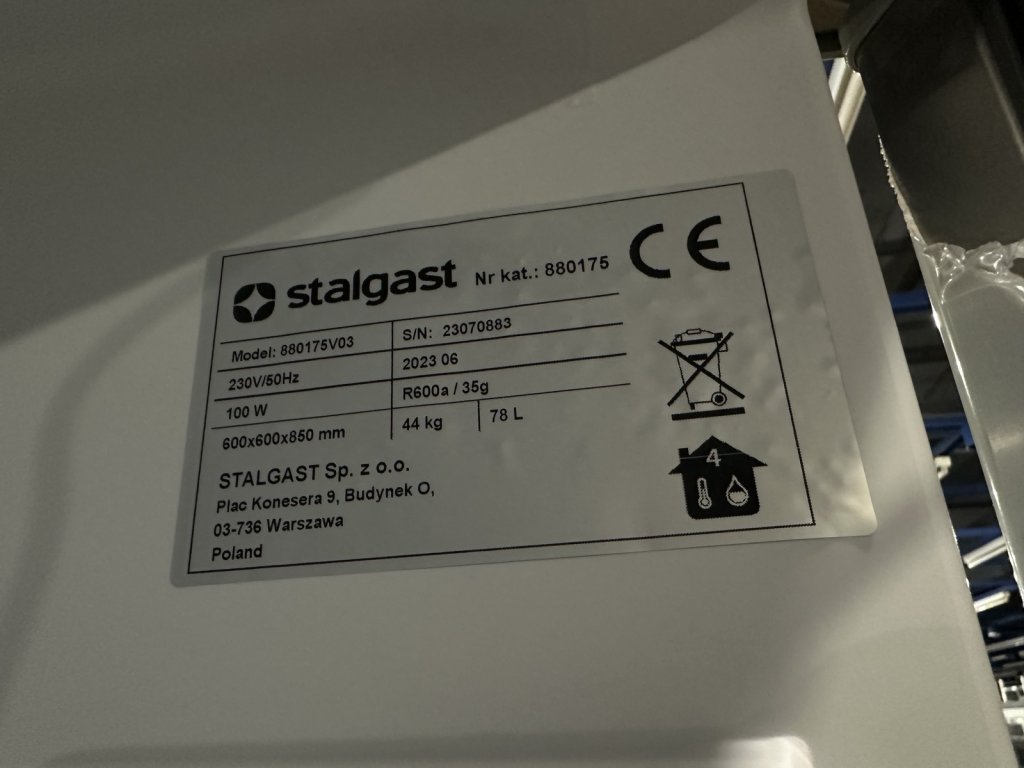 stalgast Nr kat.: 880175 CE
Model: 880175V03 S/N: 23070883
230V/50Hz 2023 06
100 W R600a / 35g
600x600x850 mm 44 kg 78 L
STALGAST Sp. z o.o.
Plac Konesera 9, Budynek O,
03-736 Warszawa
Poland
4